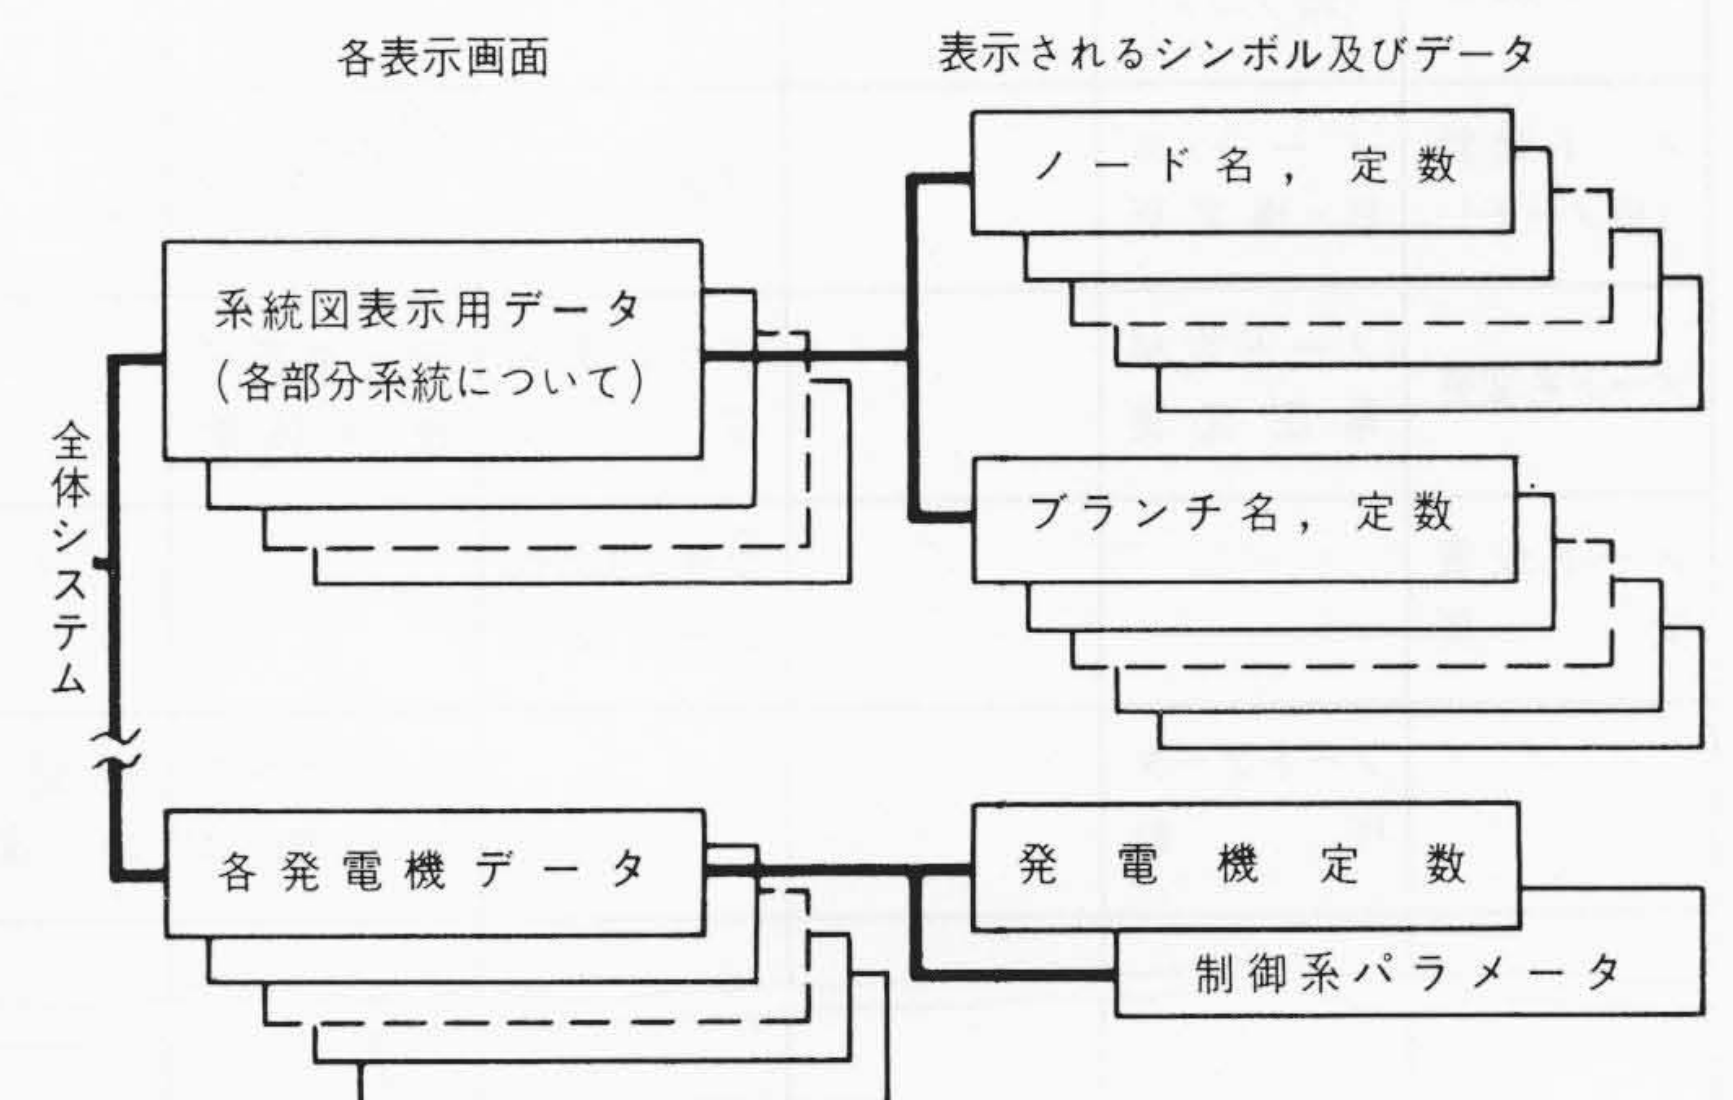 各表示画面
表示されるシンボル及びデータ
全体システム
系統図表示用データ
(各部分系統について)
ノード名，定数
ブランチ名，定数
各発電機データ
発電機定数
制御系パラメータ